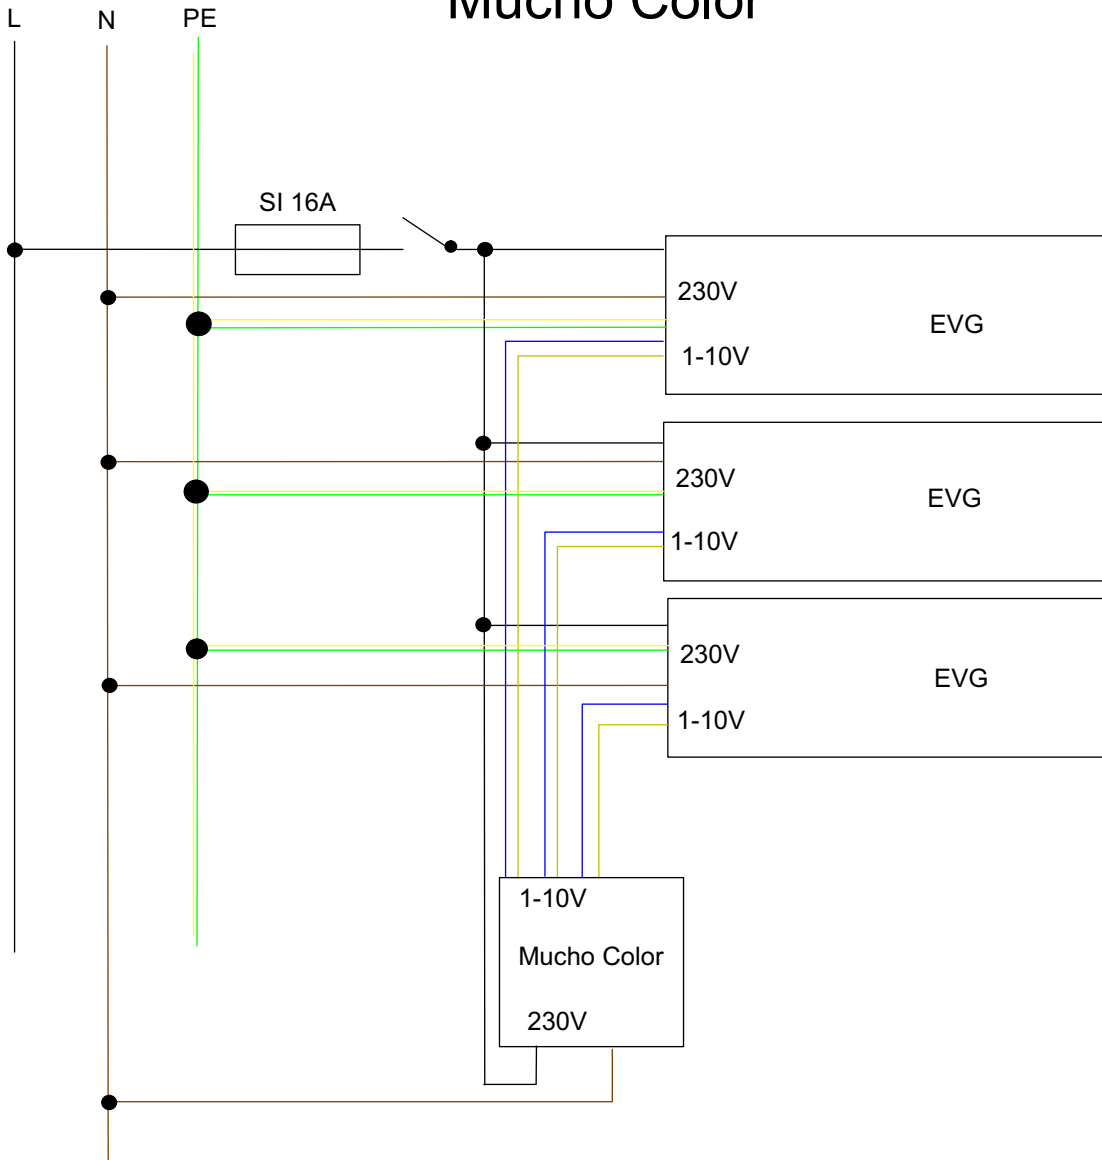 Mucho Color
L N PE
SI 16A
230V
EVG
1-10V
230V
EVG
1-10V
230V
EVG
1-10V
1-10V
Mucho Color
230V